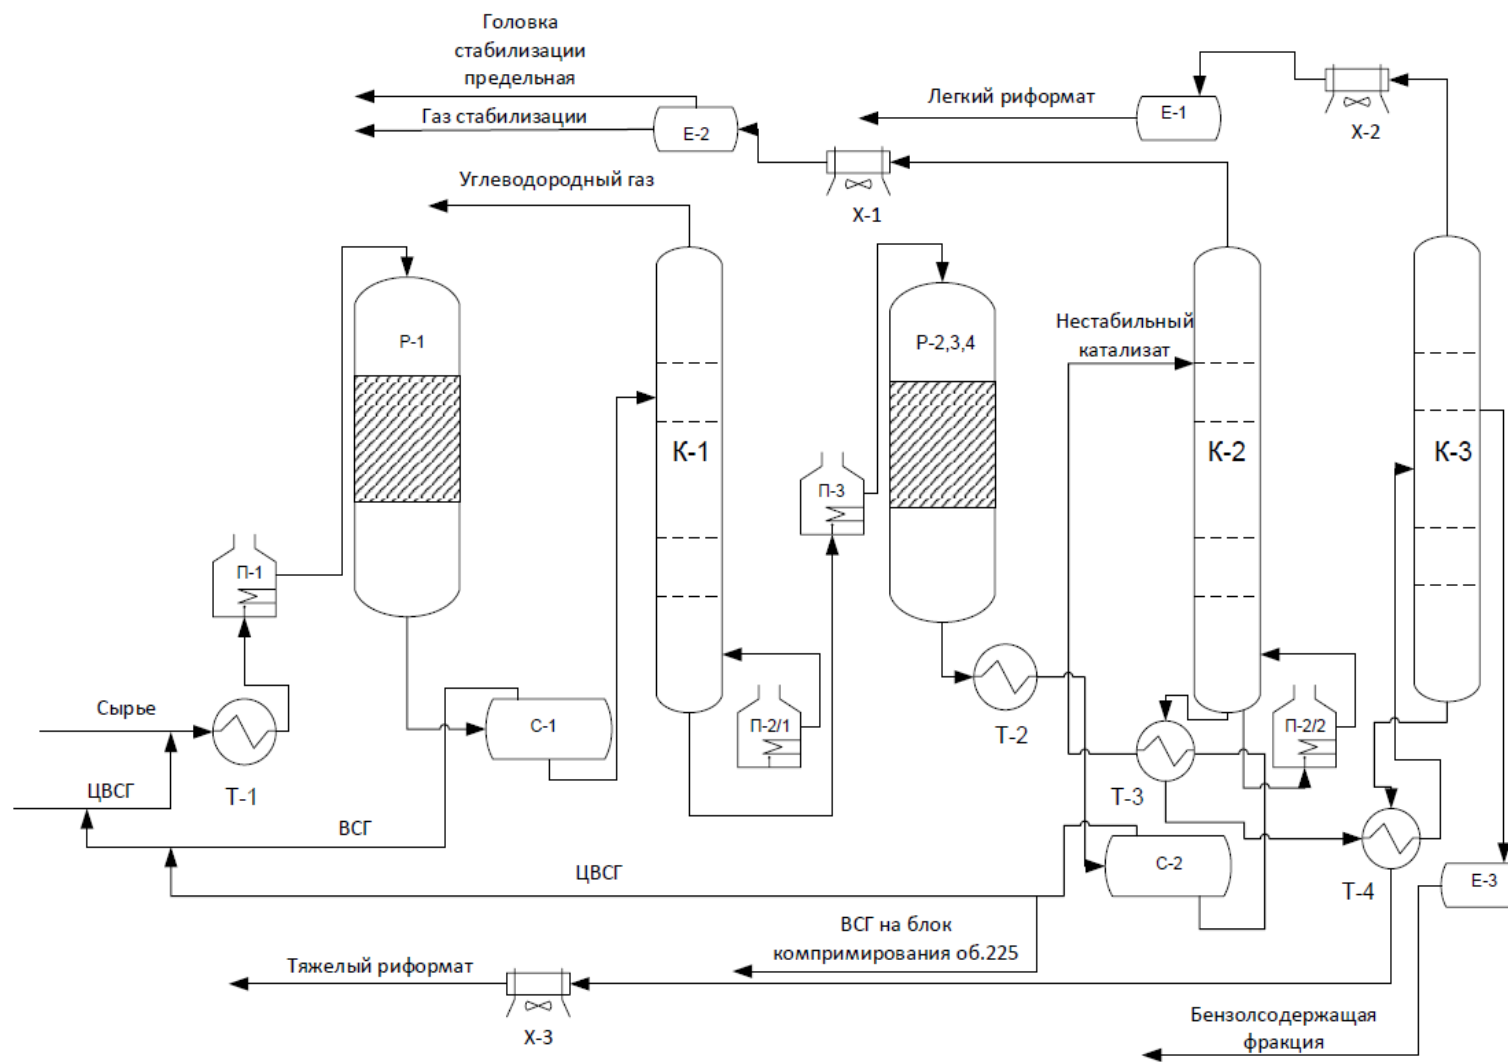 Головка
стабилизации
предельная
Газ стабилизации
Е-2
Легкий риформат
Е-1
Х-2
Х-1
Углеводородный газ
Р-1
К-1
Р-2,3,4
Нестабильный
катализат
К-2
К-3
П-3
П-1
Сырье
Т-1
С-1
П-2/1
Т-2
Т-3
П-2/2
ЦВСГ
ВСГ
ЦВСГ
С-2
Т-4
Е-3
ВСГ на блок
компримирования об.225
Тяжелый риформат
Х-3
Бензолсодержащая
фракция